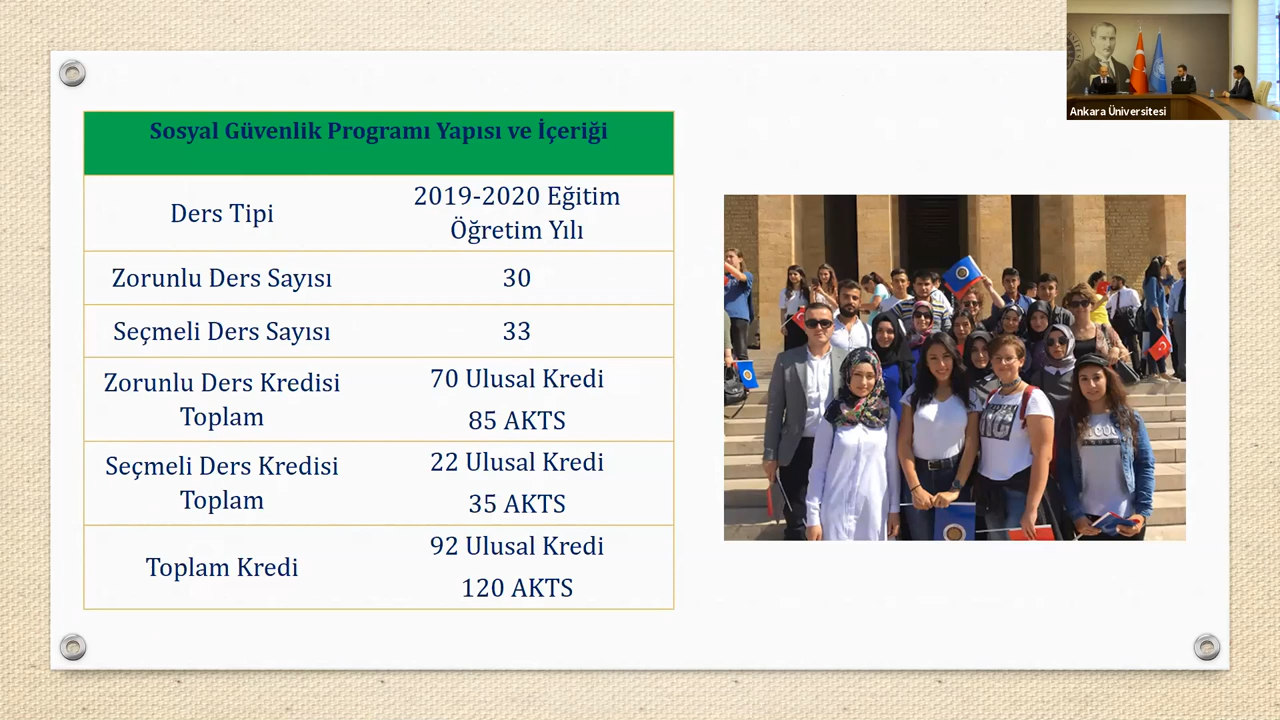 Ankara Üniversitesi
Sosyal Güvenlik Programı Yapısı ve İçeriği
Ders Tipi
2019-2020 Eğitim
Öğretim Yılı
Zorunlu Ders Sayısı
30
Seçmeli Ders Sayısı
33
Zorunlu Ders Kredisi
Toplam
70 Ulusal Kredi
85 AKTS
Seçmeli Ders Kredisi
Toplam
22 Ulusal Kredi
35 AKTS
Toplam Kredi
92 Ulusal Kredi
120 AKTS